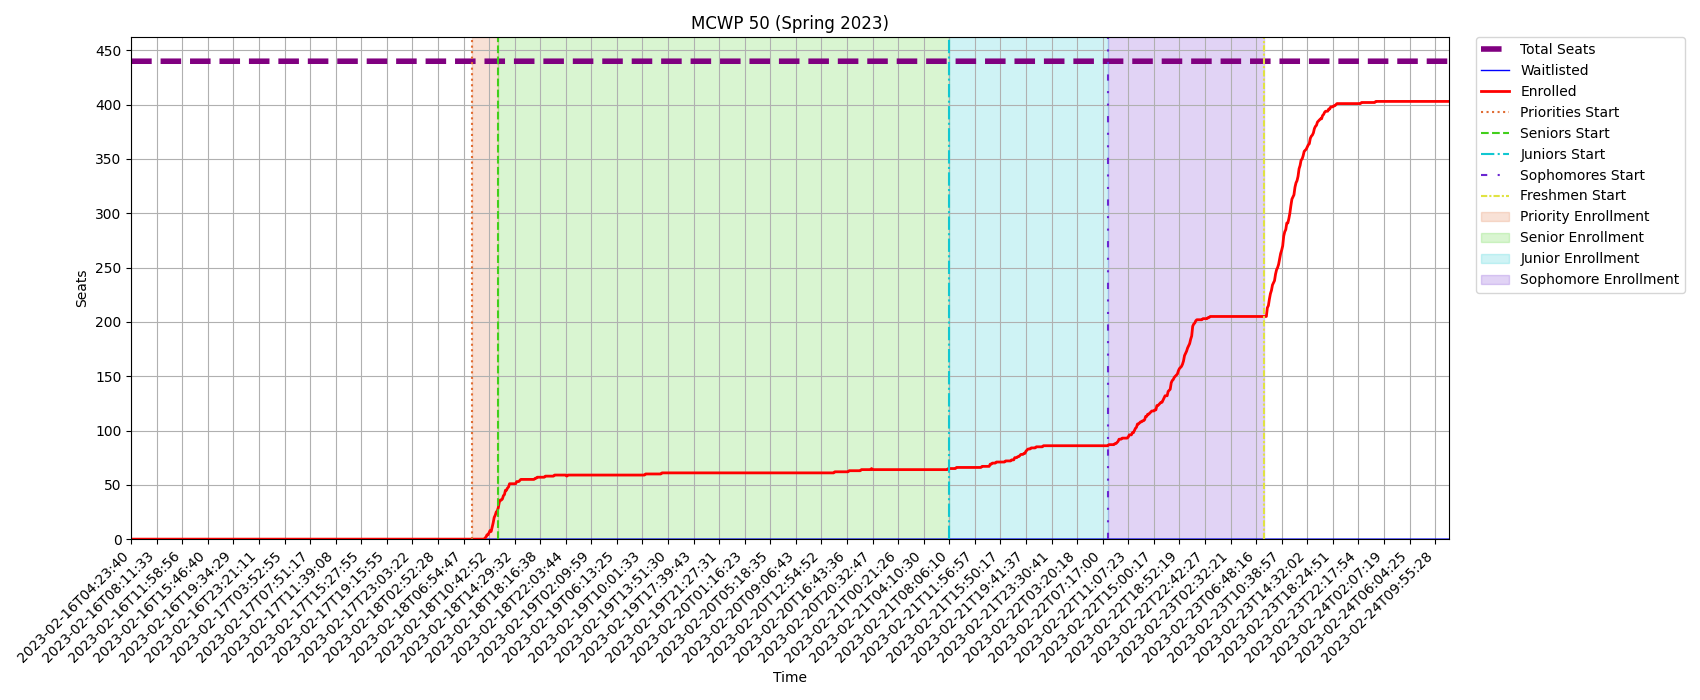 MCWP 50 (Spring 2023)
450
400
350
300
250
200
150
100
50
0
Seats
Total Seats
Waitlisted
Enrolled
Priorities Start
Seniors Start
Juniors Start
Sophomores Start
Freshmen Start
Priority Enrollment
Senior Enrollment
Junior Enrollment
Sophomore Enrollment
2023-02-16T04:23:40
2023-02-16T08:11:33
2023-02-16T11:58:56
2023-02-16T15:46:40
2023-02-16T19:34:29
2023-02-16T23:21:11
2023-02-17T03:52:55
2023-02-17T07:51:17
2023-02-17T11:39:08
2023-02-17T15:27:55
2023-02-17T19:15:55
2023-02-17T23:03:22
2023-02-18T02:52:28
2023-02-18T06:54:47
2023-02-18T10:42:52
2023-02-18T14:29:32
2023-02-18T18:16:38
2023-02-18T22:03:44
2023-02-19T02:09:59
2023-02-19T06:13:25
2023-02-19T10:01:33
2023-02-19T13:51:30
2023-02-19T17:39:43
2023-02-19T21:27:31
2023-02-20T01:16:23
2023-02-20T05:18:35
2023-02-20T09:06:43
2023-02-20T12:54:52
2023-02-20T16:43:36
2023-02-20T20:32:47
2023-02-21T00:21:26
2023-02-21T04:10:30
2023-02-21T08:06:10
2023-02-21T11:56:57
2023-02-21T15:50:17
2023-02-21T19:41:37
2023-02-21T23:30:41
2023-02-22T03:20:18
2023-02-22T07:17:00
2023-02-22T11:07:23
2023-02-22T15:00:17
2023-02-22T18:52:19
2023-02-22T22:42:27
2023-02-23T02:32:21
2023-02-23T06:48:16
2023-02-23T10:38:57
2023-02-23T14:32:02
2023-02-23T18:24:51
2023-02-23T22:17:54
2023-02-24T02:07:19
2023-02-24T06:04:25
2023-02-24T09:55:28
Time